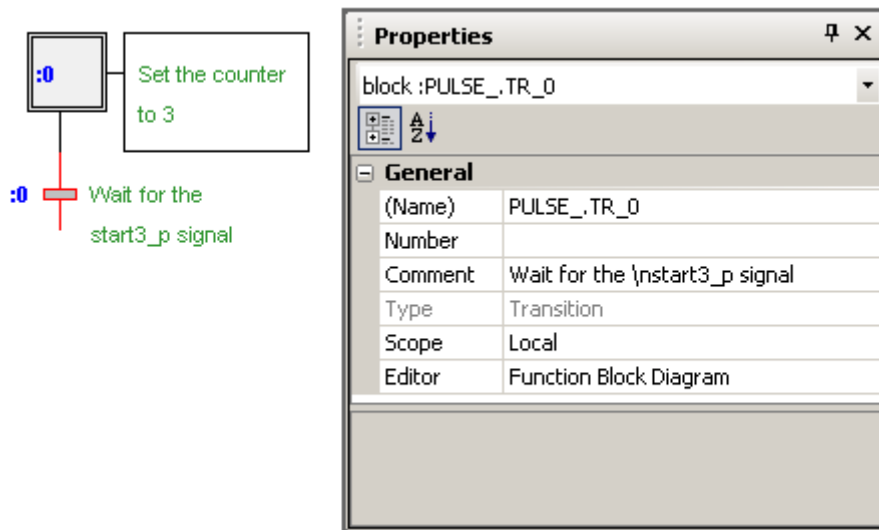 :0
Set the counter
to 3
:0
Wait for the
start3_p signal
Properties
block :PULSE_.TR_0
A
Z
General
(Name) PULSE_.TR_0
Number
Comment Wait for the \nstart3_p signal
Type Transition
Scope Local
Editor Function Block Diagram